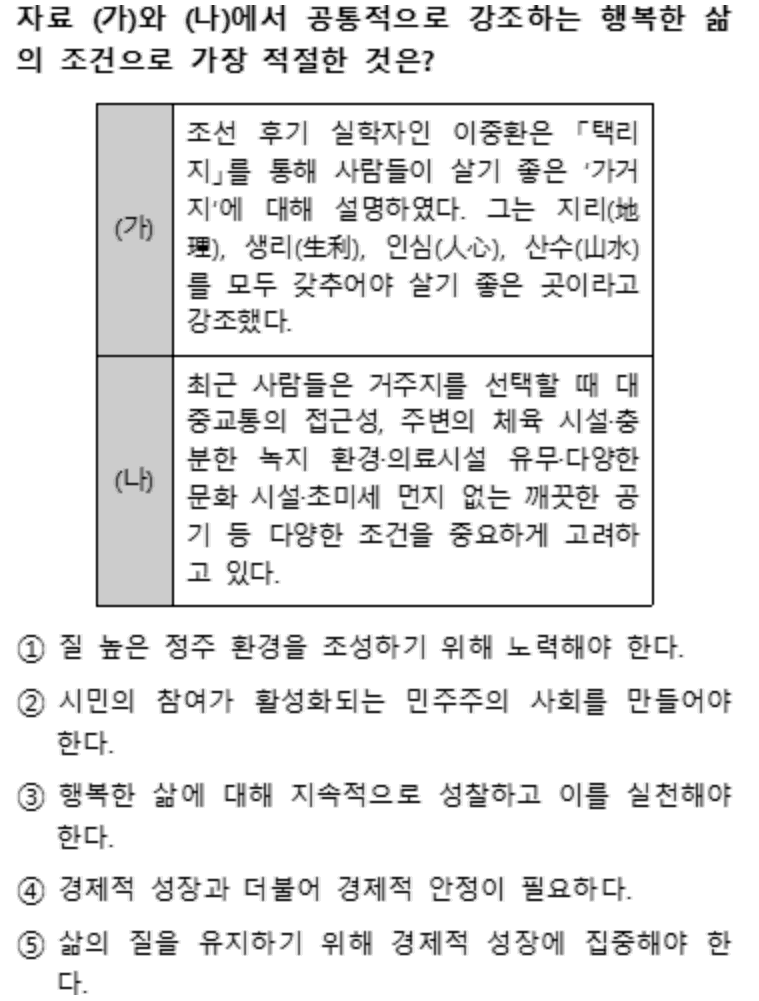 자료 (가)와 (나)에서 공통적으로 강조하는 행복한 삶
의 조건으로 가장 적절한 것은?
(가)
조선 후기 실학자인 이중환은 「택리
지」를 통해 사람들이 살기 좋은 '가거
지'에 대해 설명하였다. 그는 지리(地
理), 생리(生利), 인심(人心), 산수(山水)
를 모두 갖추어야 살기 좋은 곳이라고
강조했다.
(나)
최근 사람들은 거주지를 선택할 때 대
중교통의 접근성, 주변의 체육 시설·충
분한 녹지 환경·의료시설 유무·다양한
문화 시설·초미세 먼지 없는 깨끗한 공
기 등 다양한 조건을 중요하게 고려하
고 있다.
① 질 높은 정주 환경을 조성하기 위해 노력해야 한다.
② 시민의 참여가 활성화되는 민주주의 사회를 만들어야
한다.
③ 행복한 삶에 대해 지속적으로 성찰하고 이를 실천해야
한다.
④ 경제적 성장과 더불어 경제적 안정이 필요하다.
⑤ 삶의 질을 유지하기 위해 경제적 성장에 집중해야 한
다.